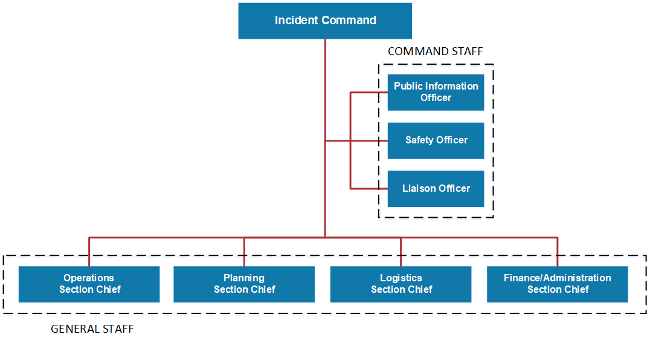 Incident Command
COMMAND STAFF
Public Information
Officer
Safety Officer
Liaison Officer
Operations
Section Chief
Planning
Section Chief
Logistics
Section Chief
Finance/Administration
Section Chief
GENERAL STAFF